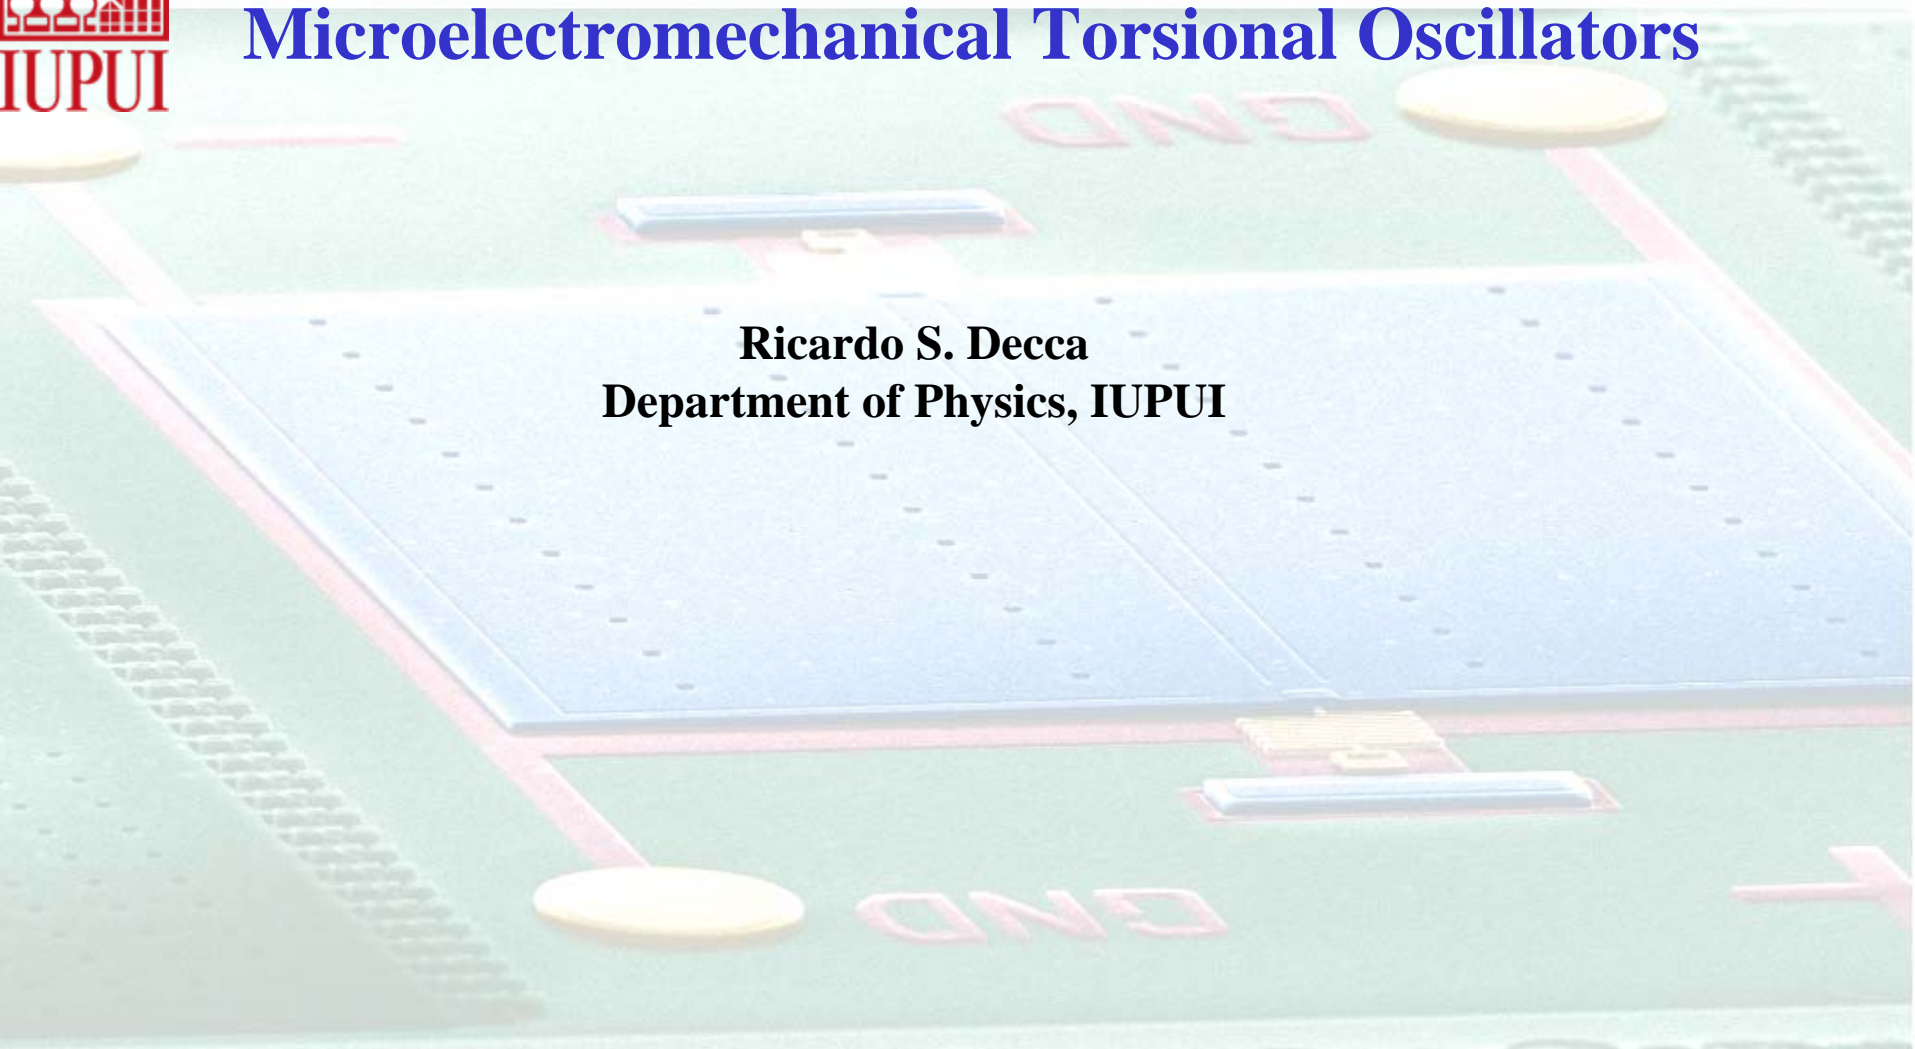 Microelectromechanical Torsional Oscillators
IUPUI
GND
Ricardo S. Decca
Department of Physics, IUPUI
GND